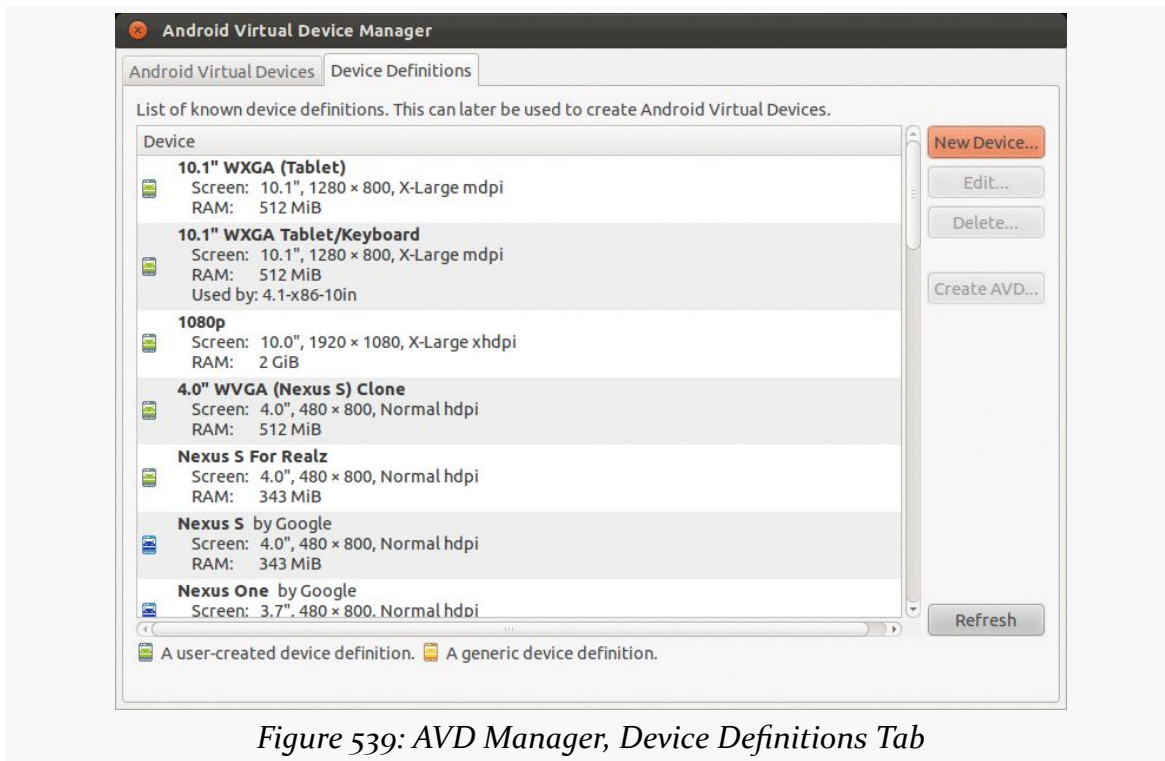 Android Virtual Device Manager
Android Virtual Devices
Device Definitions
List of known device definitions. This can later be used to create Android Virtual Devices.
Device
10.1" WXGA (Tablet)
Screen: 10.1", 1280 × 800, X-Large mdpi
RAM: 512 MiB
10.1" WXGA Tablet/Keyboard
Screen: 10.1", 1280 × 800, X-Large mdpi
RAM: 512 MiB
Used by: 4.1-x86-10in
1080p
Screen: 10.0", 1920 × 1080, X-Large xhdpi
RAM: 2 GiB
4.0" WVGA (Nexus S) Clone
Screen: 4.0", 480 × 800, Normal hdpi
RAM: 512 MiB
Nexus S For Realz
Screen: 4.0", 480 × 800, Normal hdpi
RAM: 343 MiB
Nexus S by Google
Screen: 4.0", 480 × 800, Normal hdpi
RAM: 343 MiB
Nexus One by Google
Screen: 3.7", 480 × 800, Normal hdpi
New Device...
Edit...
Delete...
Create AVD...
Refresh
A user-created device definition. A generic device definition.
Figure 539: AVD Manager, Device Definitions Tab